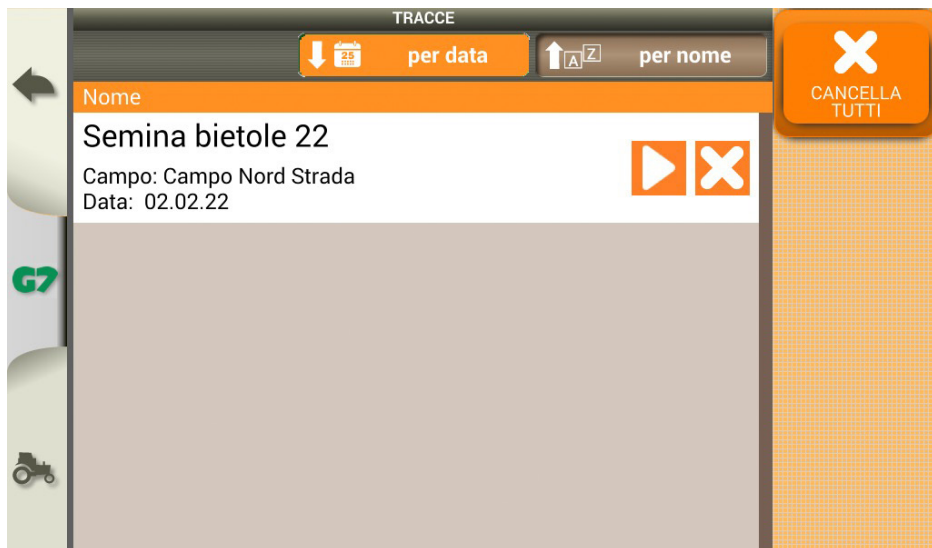 TRACCE
25 per data
A Z per nome
CANCELLA
TUTTI
Nome
Semina bietole 22
Campo: Campo Nord Strada
Data: 02.02.22
G7